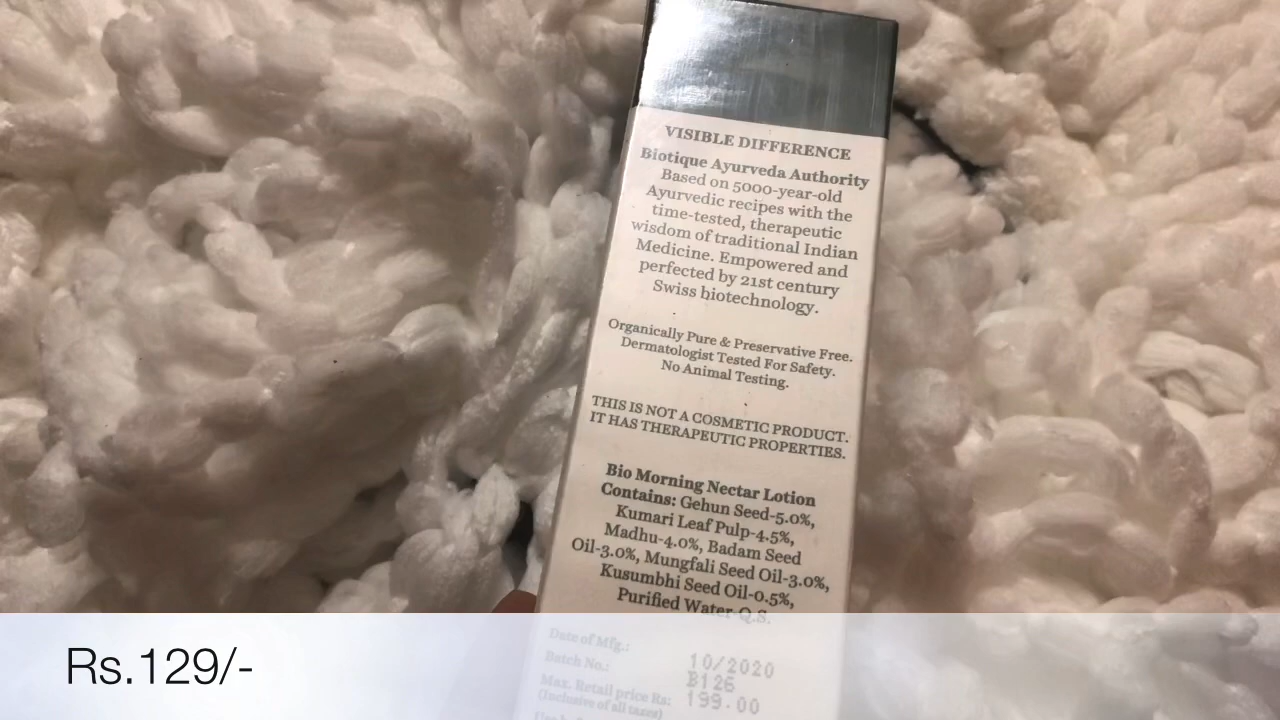 VISIBLE DIFFERENCE
Biotique Ayurveda Authority
Based on 5000-year-old
Ayurvedic recipes with the
time-tested, therapeutic
wisdom of traditional Indian
Medicine. Empowered and
perfected by 21st century
Swiss biotechnology.
Organically Pure & Preservative Free.
Dermatologist Tested For Safety.
No Animal Testing.
THIS IS NOT A COSMETIC PRODUCT.
IT HAS THERAPEUTIC PROPERTIES.
Bio Morning Nectar Lotion
Contains: Gehun Seed-5.0%,
Kumari Leaf Pulp-4.5%,
Madhu-4.0%, Badam Seed
Oil-3.0%, Mungfali Seed Oil-3.0%,
Kusumbhi Seed Oil-0.5%,
Purified Water-Q.S.
Date of Mfg.: 10/2020
Batch No.: B126
Max. Retail price Rs: 199.00
(Inclusive of all taxes)
Rs.129/-